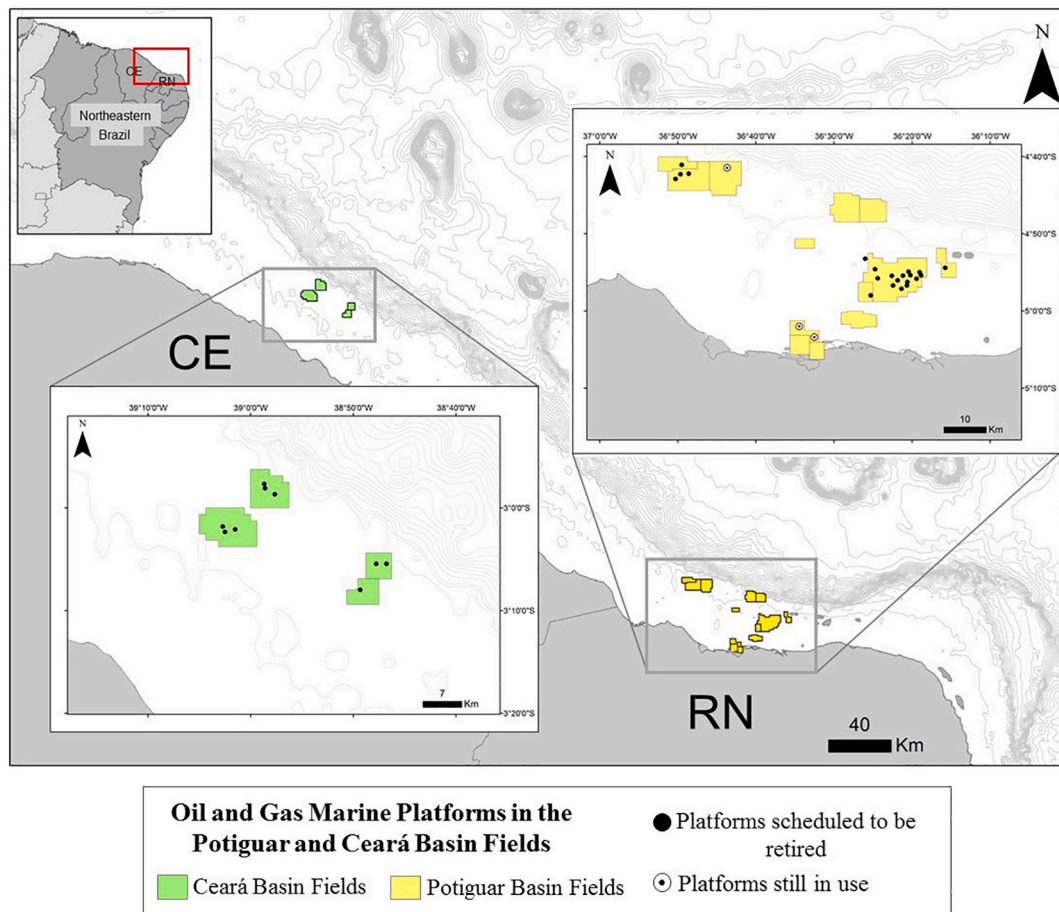 CE
RN
Northeastern
Brazil
N
37°0'0"W 36°50'0"W 36°40'0"W 36°30'0"W 36°20'0"W 36°10'0"W
N
4°40'0"S
4°50'0"S
5°0'0"S
5°10'0"S
10
Km
CE
39°10'0"W 39°0'0"W 38°50'0"W 38°40'0"W
N
3°0'0"S
3°10'0"S
3°20'0"S
7
Km
RN
40
Km
Oil and Gas Marine Platforms in the
Potiguar and Ceará Basin Fields
Ceará Basin Fields
Potiguar Basin Fields
Platforms scheduled to be
retired
Platforms still in use